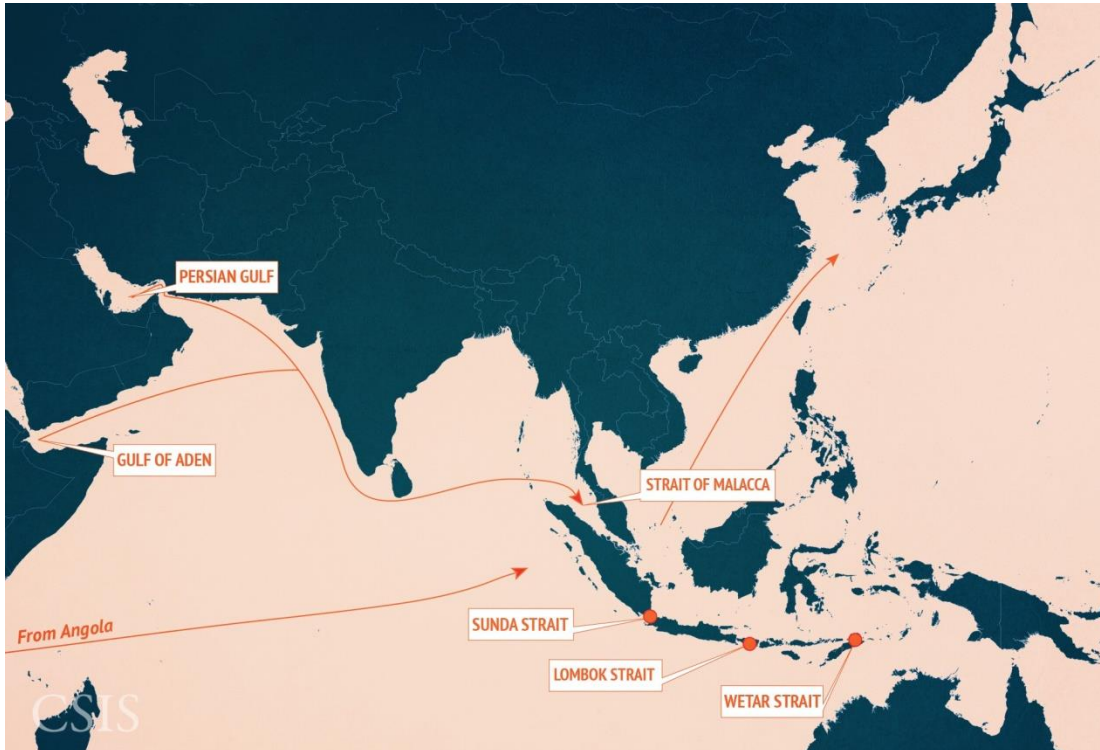 PERSIAN GULF
GULF OF ADEN
STRAIT OF MALACCA
From Angola
SUNDA STRAIT
LOMBOK STRAIT
WETAR STRAIT
CSIS